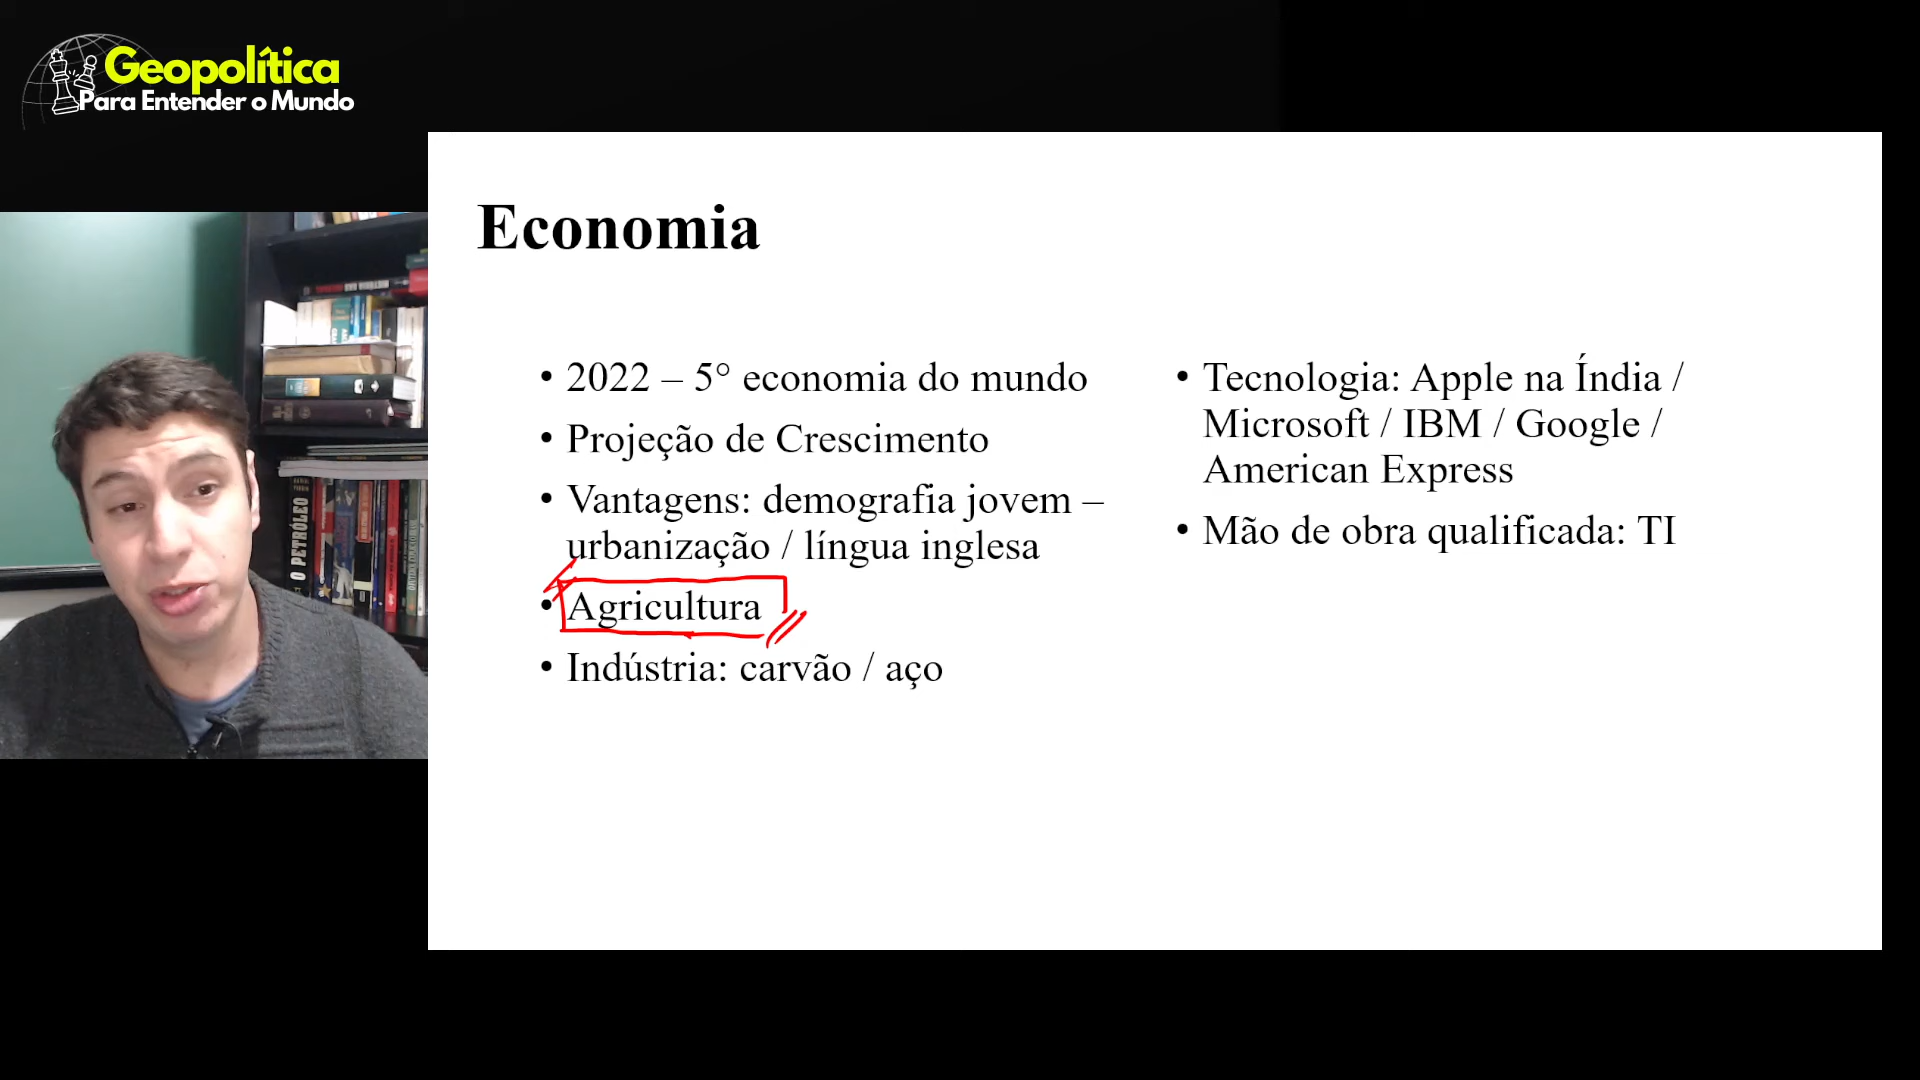 Geopolítica
Para Entender o Mundo
Economia
• 2022 – 5° economia do mundo
• Projeção de Crescimento
• Vantagens: demografia jovem –
urbanização / língua inglesa
• Agricultura
• Indústria: carvão / aço
• Tecnologia: Apple na Índia /
Microsoft / IBM / Google /
American Express
• Mão de obra qualificada: TI
O PETRÓLEO